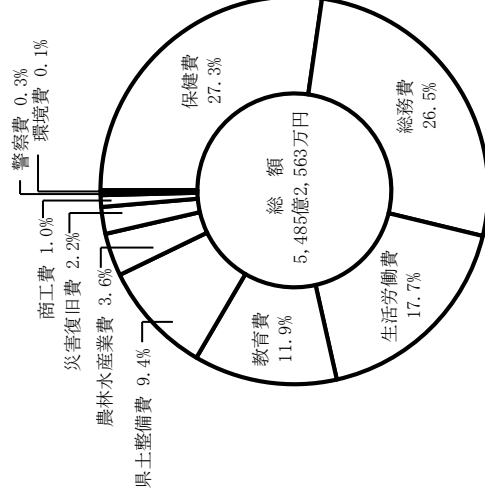 総　額
5,485億2,563万円
保健費
27.3%
総務費
26.5%
生活労働費
17.7%
教育費
11.9%
県土整備費 9.4%
農林水産業費 3.6%
災害復旧費 2.2%
商工費 1.0%
警察費 0.3%
環境費 0.1%